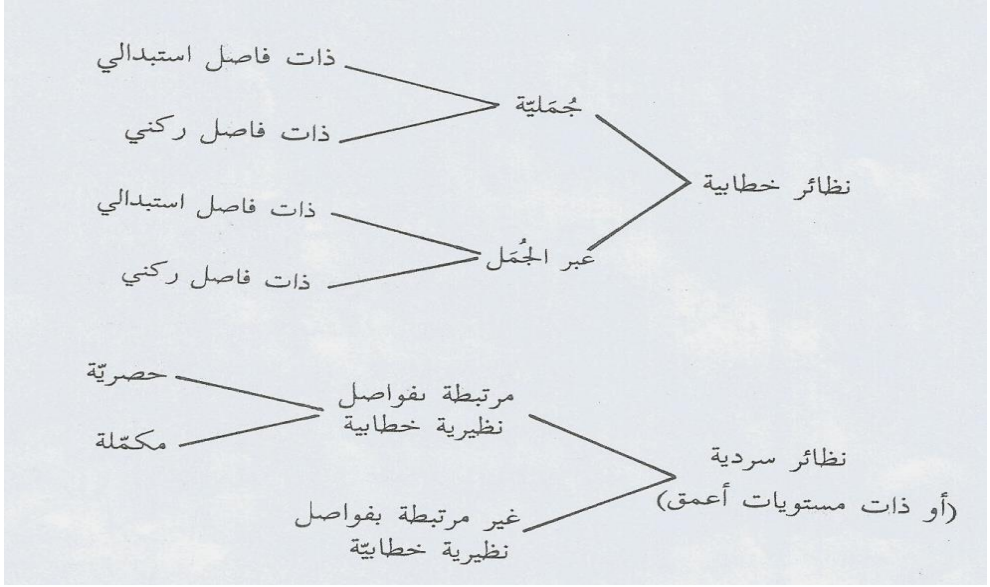 نظائر خطابية
جُمَليّة
ذات فاصل استبدالي
ذات فاصل ركني
عبر الجُمَل
ذات فاصل استبدالي
ذات فاصل ركني
نظائر سردية
(أو ذات مستويات أعمق)
مرتبطة بفواصل
نظيرية خطابية
حصريّة
مكمّلة
غير مرتبطة بفواصل
نظيرية خطابيّة